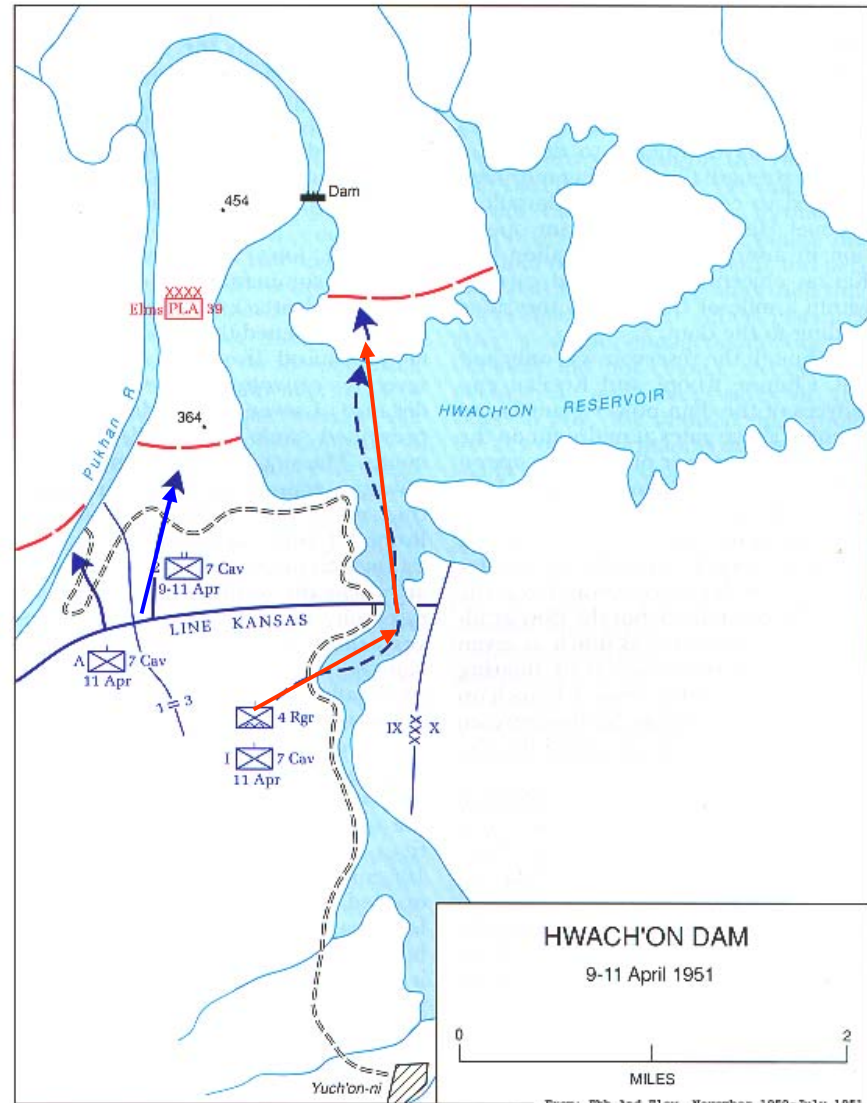 Dam
454
XXXX
Elms PLA 39
Pukhan R
364
HWACH'ON RESERVOIR
2 7 Cav
9-11 Apr
LINE KANSAS
A 7 Cav
11 Apr
1 = 3
4 Rgr
I 7 Cav
11 Apr
IX XXX X
Yuch'on-ni
HWACH'ON DAM
9-11 April 1951
0 2
MILES